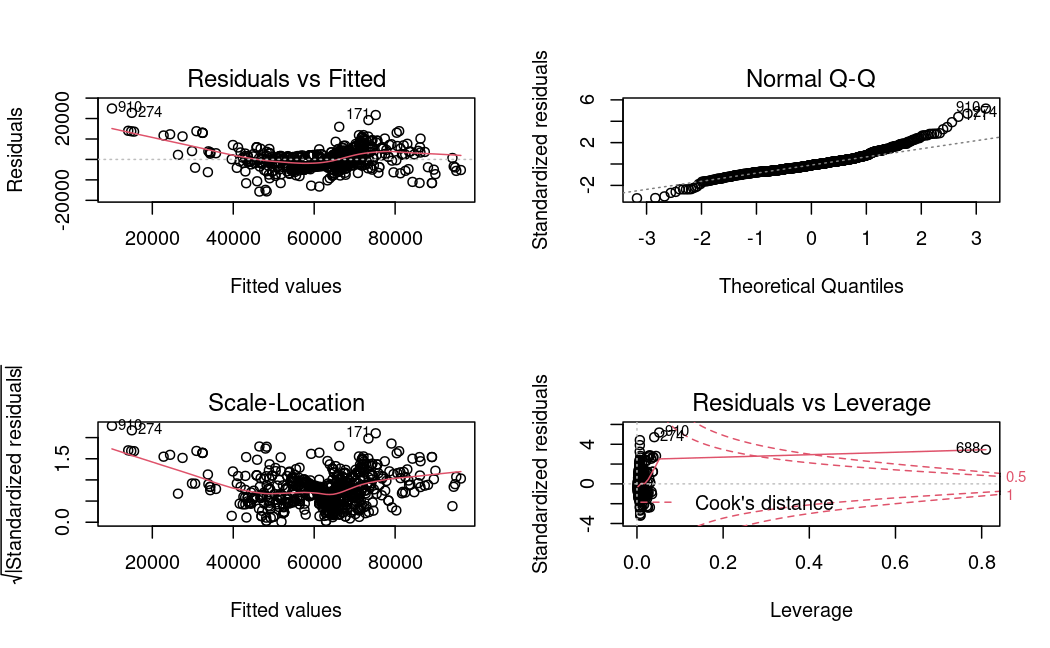 Residuals vs Fitted
Residuals
-20000
20000
910
274
171
20000 40000 60000 80000
Fitted values
Normal Q-Q
Standardized residuals
-2 2 6
910
274
171
-3 -2 -1 0 1 2 3
Theoretical Quantiles
Scale-Location
√|Standardized residuals|
0.0 1.5
910
274
171
20000 40000 60000 80000
Fitted values
Residuals vs Leverage
Standardized residuals
-4 0 4
910
274
688
0.5
1
Cook's distance
0.0 0.2 0.4 0.6 0.8
Leverage